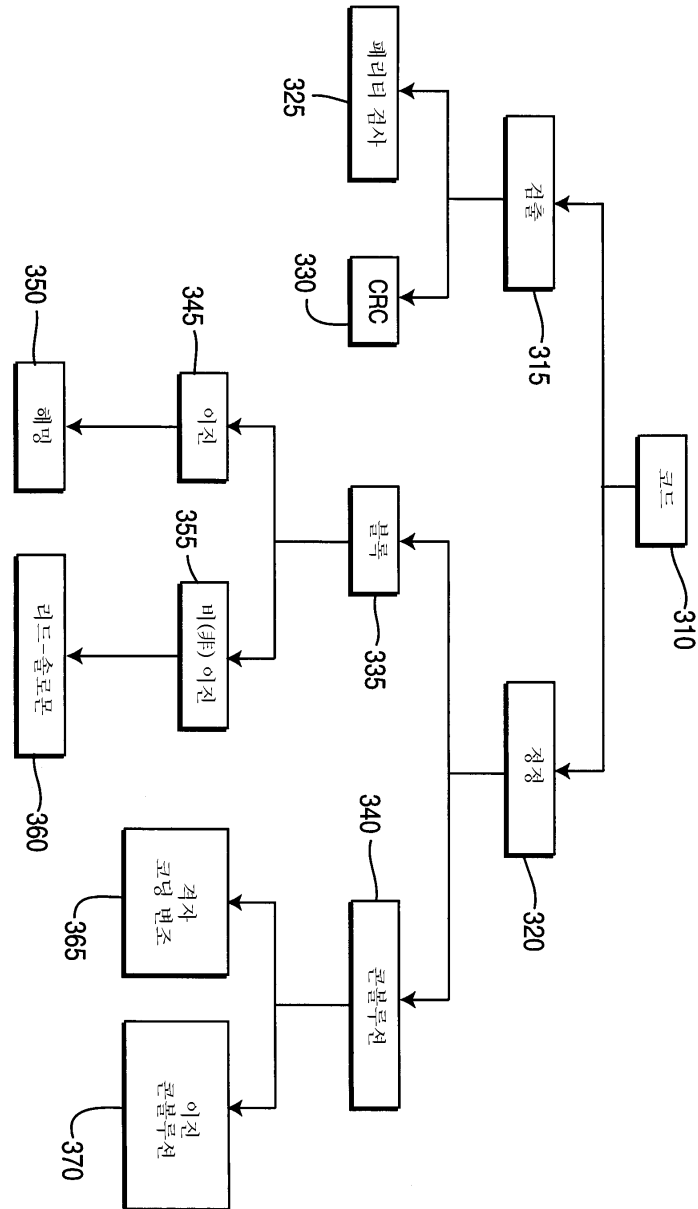 코드
310
검출
315
정정
320
패리티 검사
325
CRC
330
블록
335
콘볼루션
340
이진
345
비(非) 이진
355
격자
코딩 변조
365
이진
콘볼루션
370
해밍
350
리드-솔로몬
360